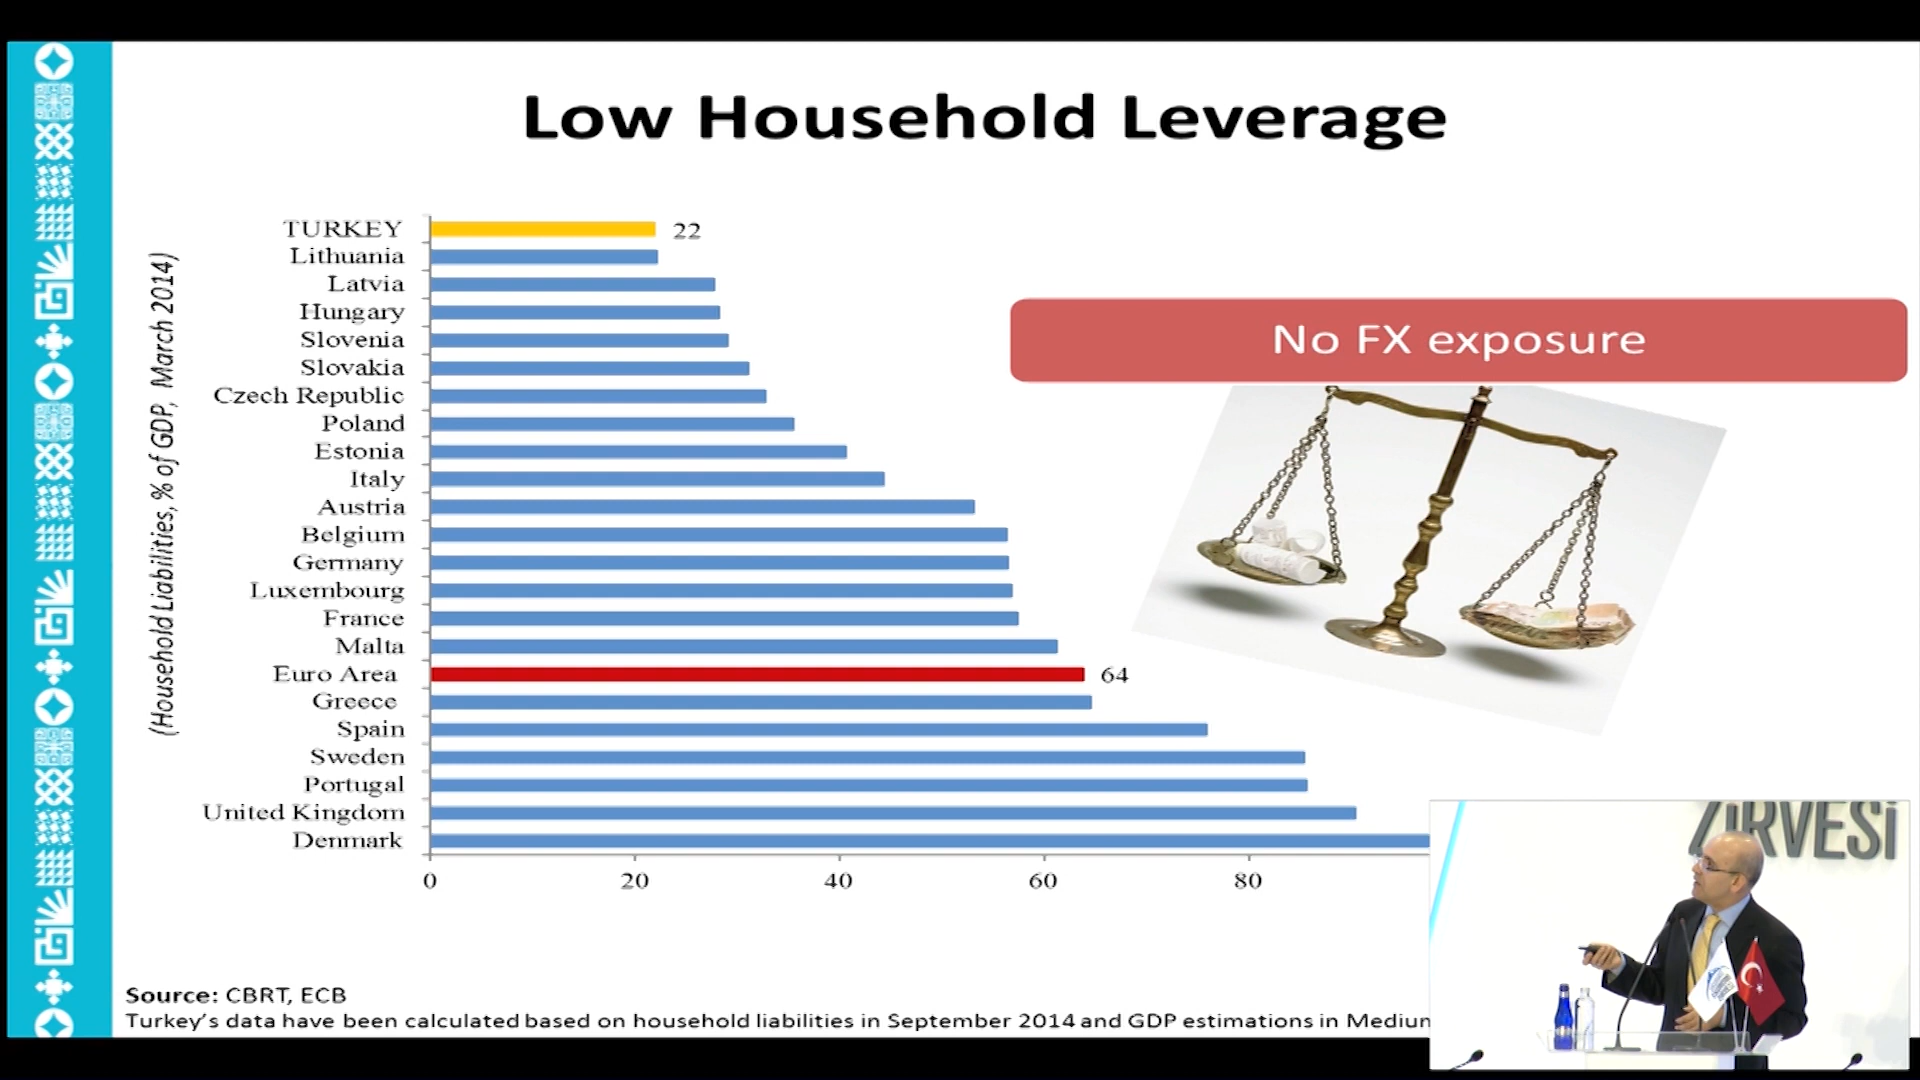 Low Household Leverage
(Household Liabilities, % of GDP, March 2014)
TURKEY 22
Lithuania
Latvia
Hungary
Slovenia
Slovakia
Czech Republic
Poland
Estonia
Italy
Austria
Belgium
Germany
Luxembourg
France
Malta
Euro Area 64
Greece
Spain
Sweden
Portugal
United Kingdom
Denmark
0 20 40 60 80
No FX exposure
ZİRVESİ
Source: CBRT, ECB
Turkey's data have been calculated based on household liabilities in September 2014 and GDP estimations in